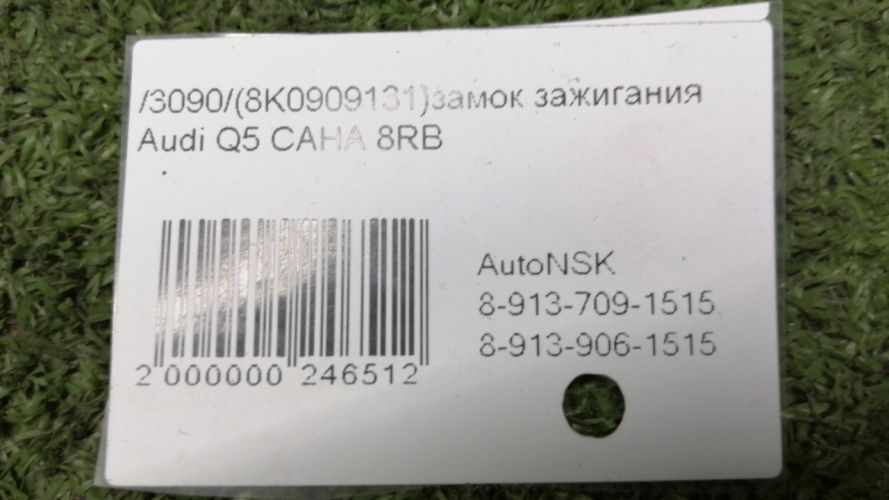 /3090/(8K0909131)замок зажигания
Audi Q5 CAHA 8RB
AutoNSK
8-913-709-1515
8-913-906-1515
2 000000 246512